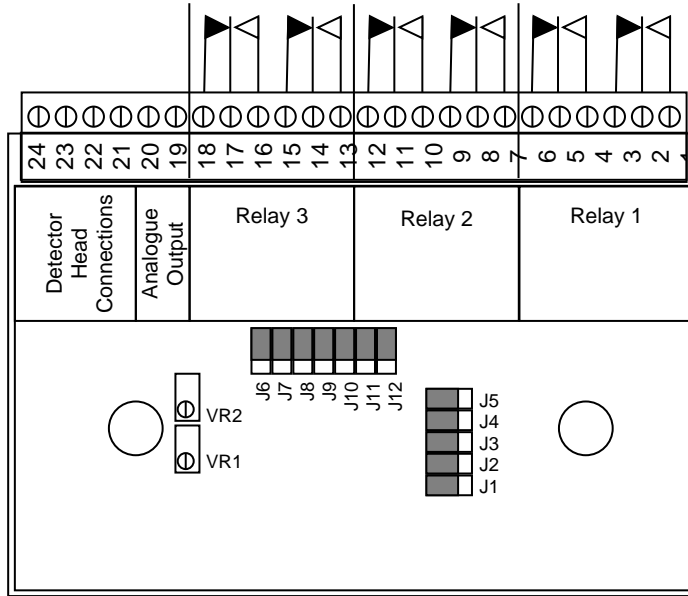 24 23 22 21 20 19 18 17 16 15 14 13 12 11 10 9 8 7 6 5 4 3 2 1
Detector
Head
Connections
Analogue
Output
Relay 3
Relay 2
Relay 1
J6 J7 J8 J9 J10 J11 J12
VR2
VR1
J5
J4
J3
J2
J1